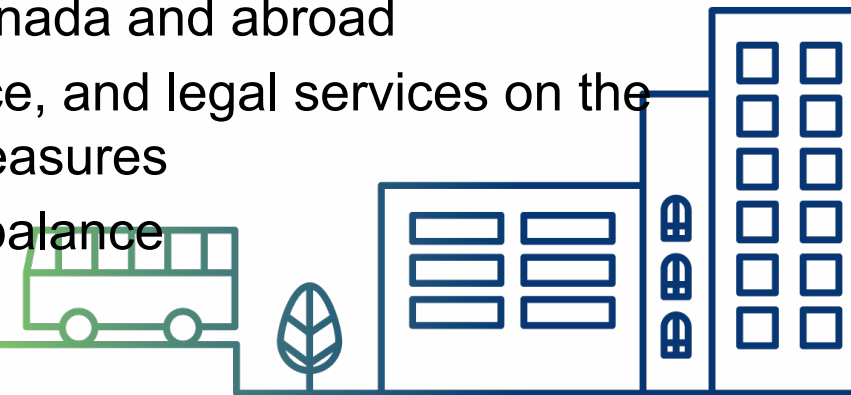 nada and abroad
ce, and legal services on the
easures
balance